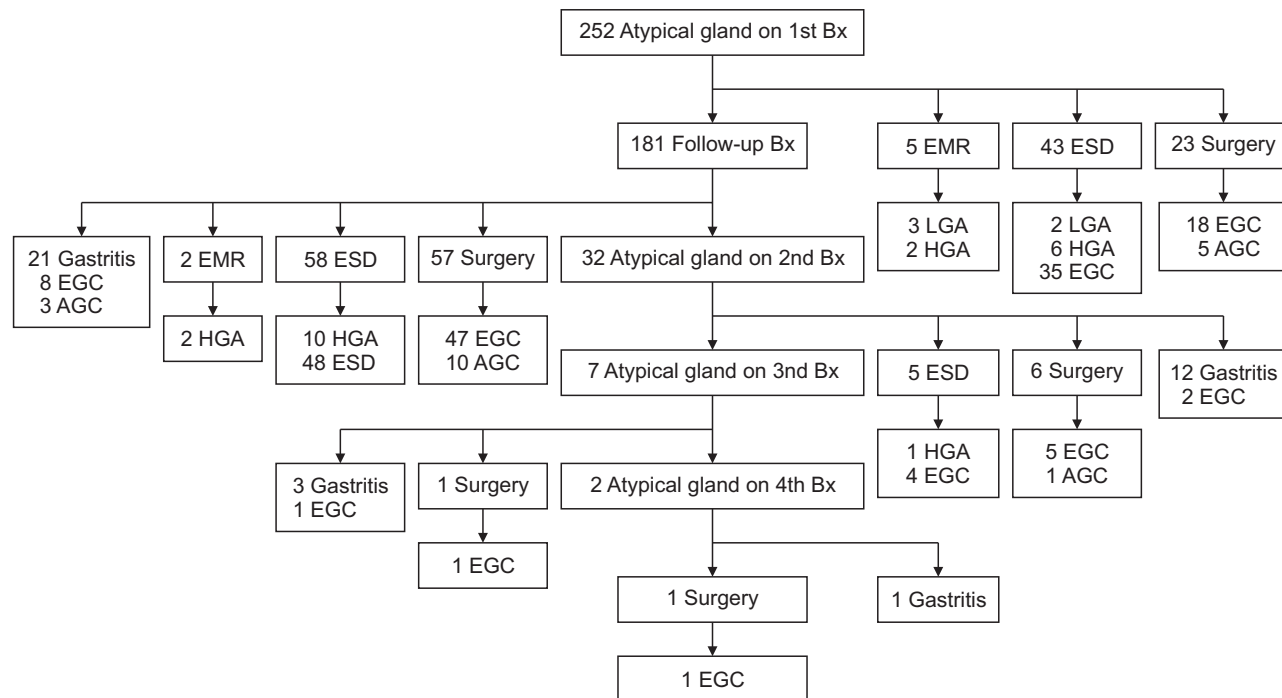 252 Atypical gland on 1st Bx
181 Follow-up Bx
5 EMR
43 ESD
23 Surgery
3 LGA
2 HGA
2 LGA
6 HGA
35 EGC
18 EGC
5 AGC
21 Gastritis
8 EGC
3 AGC
2 EMR
58 ESD
57 Surgery
32 Atypical gland on 2nd Bx
2 HGA
10 HGA
48 ESD
47 EGC
10 AGC
7 Atypical gland on 3nd Bx
5 ESD
6 Surgery
12 Gastritis
2 EGC
1 HGA
4 EGC
5 EGC
1 AGC
3 Gastritis
1 EGC
1 Surgery
2 Atypical gland on 4th Bx
1 EGC
1 Surgery
1 Gastritis
1 EGC